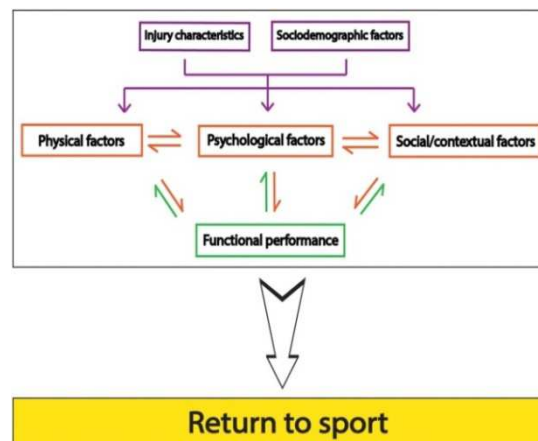 Injury characteristics
Sociodemographic factors
Physical factors
Psychological factors
Social/contextual factors
Functional performance
Return to sport